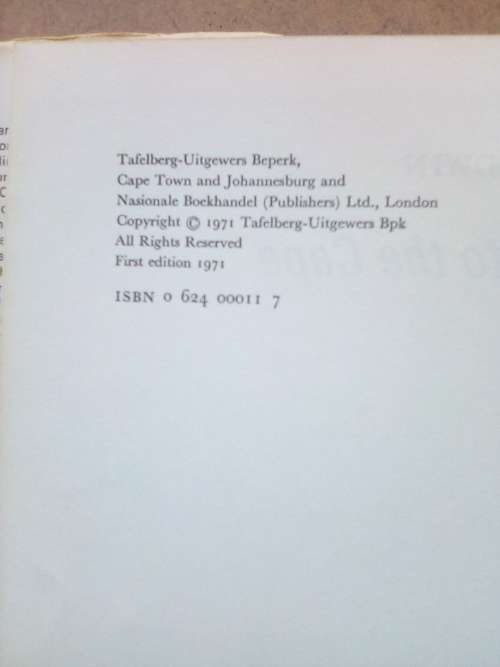 Tafelberg-Uitgewers Beperk,
Cape Town and Johannesburg and
Nasionale Boekhandel (Publishers) Ltd., London
Copyright © 1971 Tafelberg-Uitgewers Bpk
All Rights Reserved
First edition 1971
ISBN 0 624 00011 7